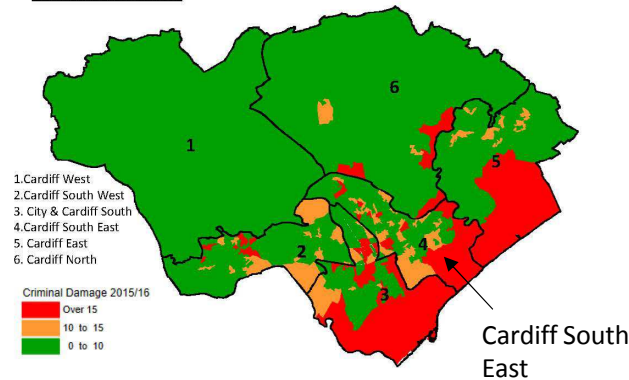 6
1
5
1.Cardiff West
2.Cardiff South West
3. City & Cardiff South
4.Cardiff South East
5. Cardiff East
6. Cardiff North
4
2
3
Criminal Damage 2015/16
Over 15
10 to 15
0 to 10
Cardiff South
East